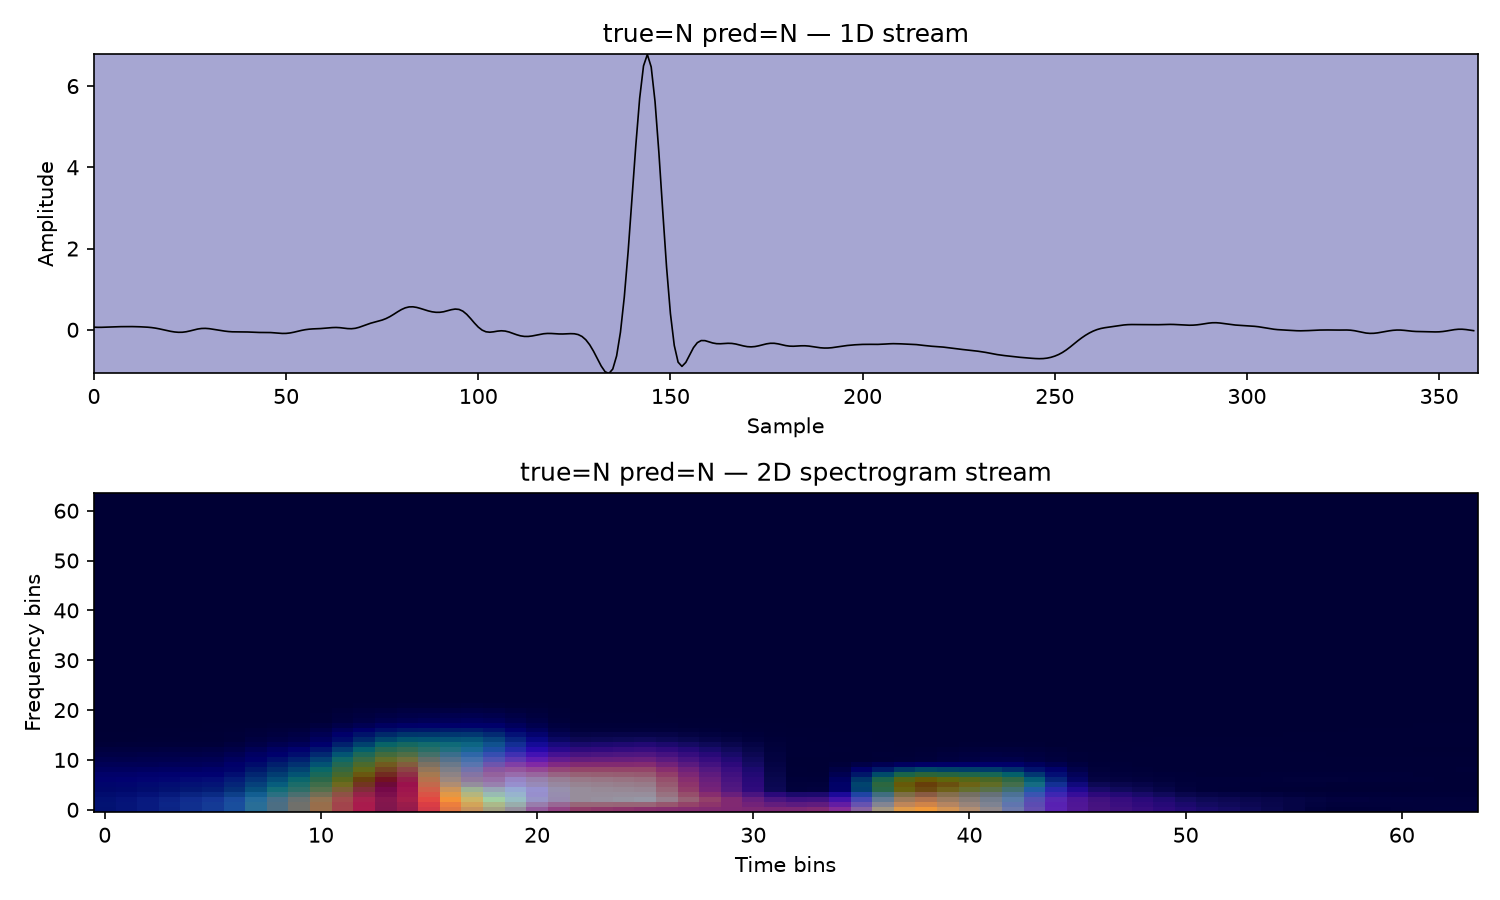 true=N pred=N — 1D stream
6
4
2
0
Amplitude
0 50 100 150 200 250 300 350
Sample
true=N pred=N — 2D spectrogram stream
60
50
40
30
20
10
0
Frequency bins
0 10 20 30 40 50 60
Time bins